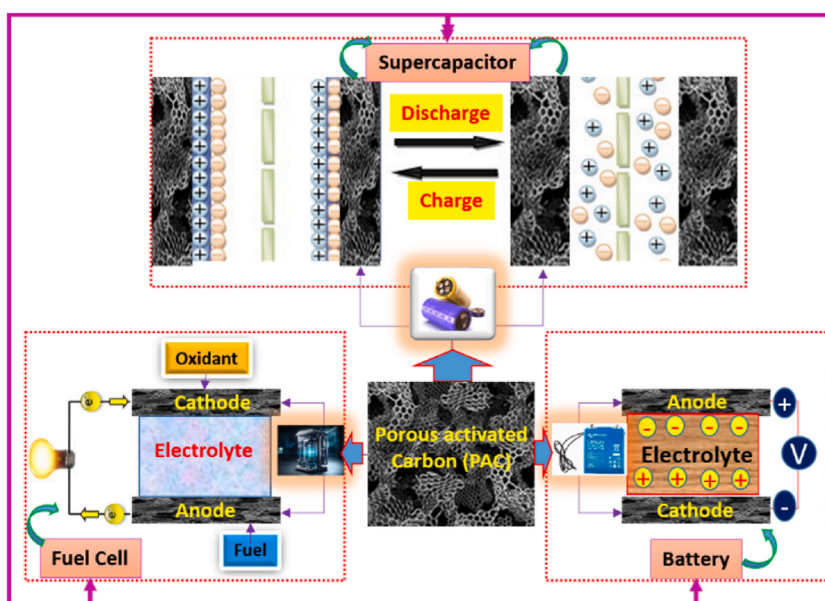 Supercapacitor
Discharge
Charge
Oxidant
Cathode
e
Electrolyte
Anode
e
Fuel
Fuel Cell
Porous activated
Carbon (PAC)
Anode
+
- - - -
Electrolyte
V
+ + + +
Cathode
-
Battery